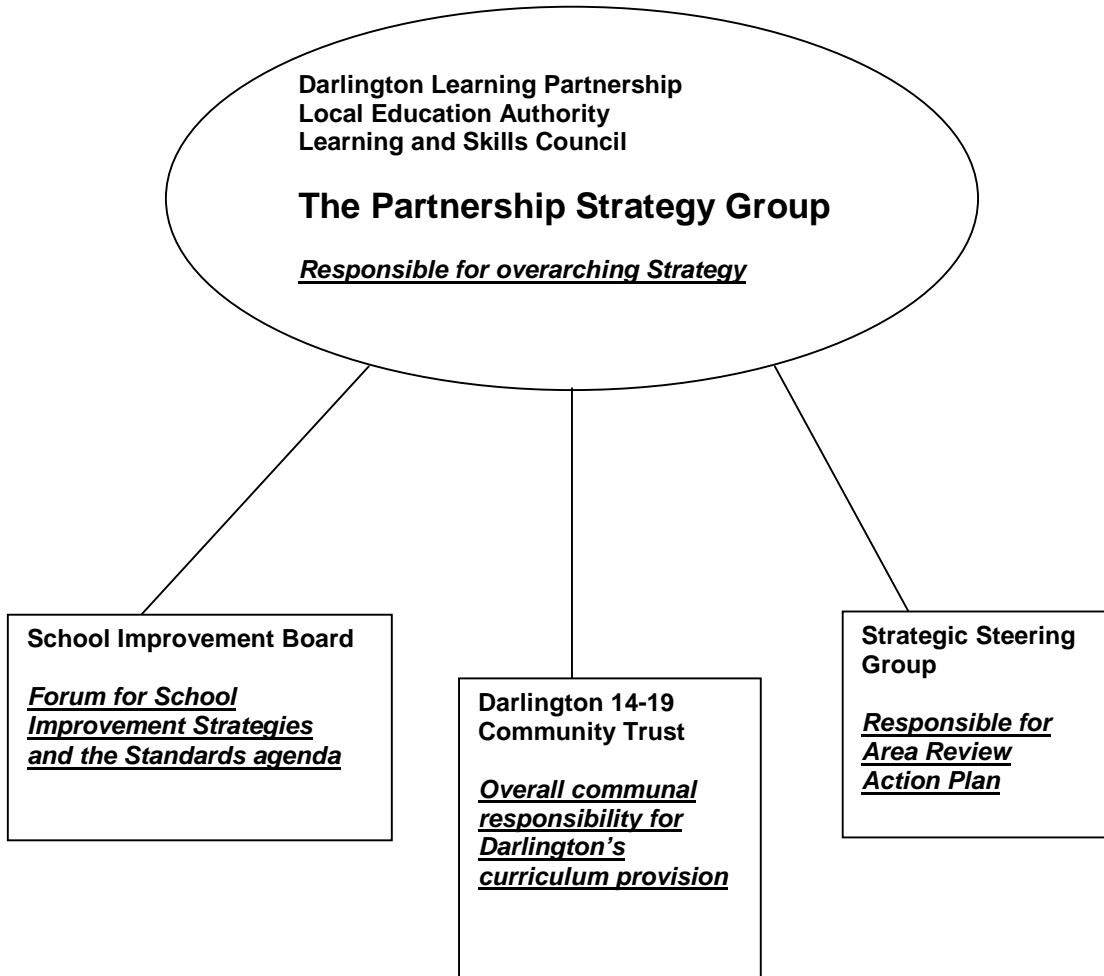 Darlington Learning Partnership
Local Education Authority
Learning and Skills Council
The Partnership Strategy Group
Responsible for overarching Strategy
School Improvement Board
Forum for School
Improvement Strategies
and the Standards agenda
Darlington 14-19
Community Trust
Overall communal
responsibility for
Darlington’s
curriculum provision
Strategic Steering
Group
Responsible for
Area Review
Action Plan